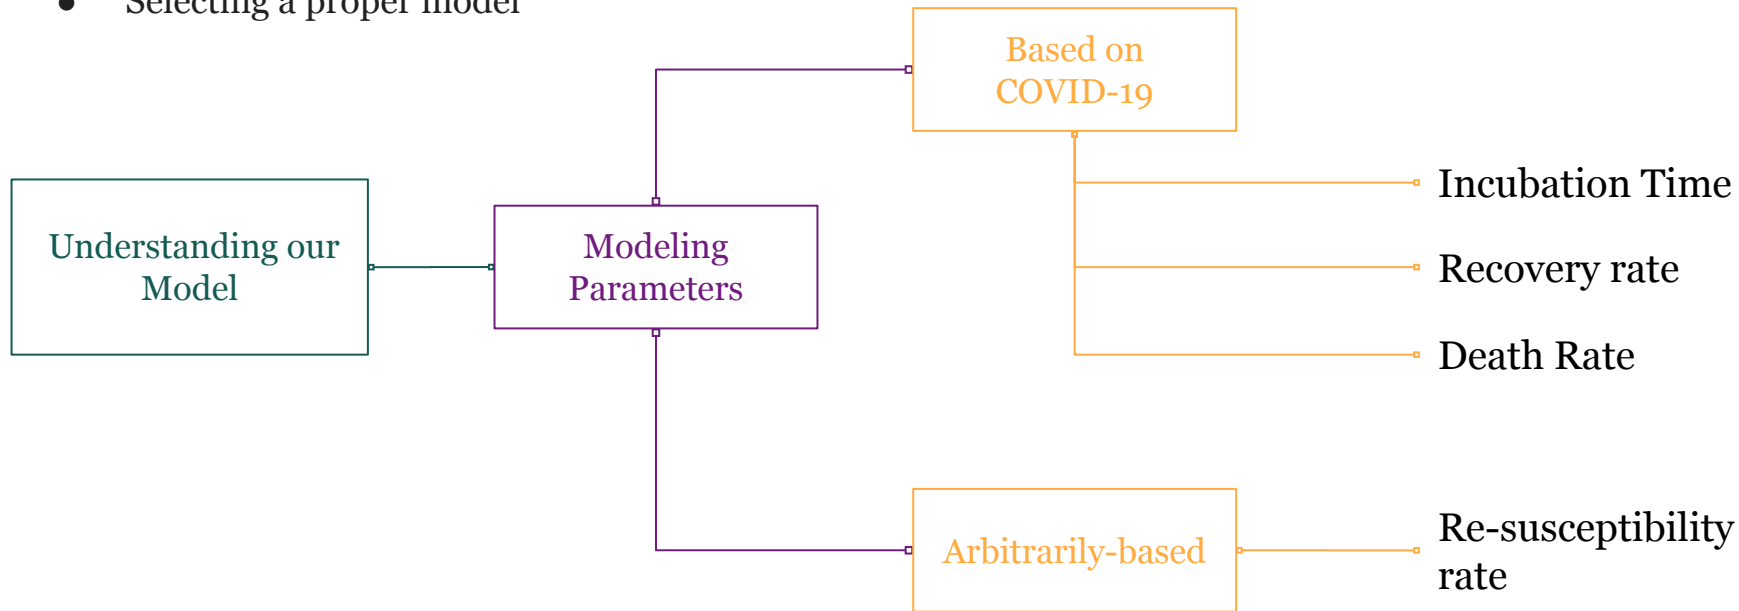 ● Selecting a proper model
Based on
COVID-19
Incubation Time
Understanding our
Model
Modeling
Parameters
Recovery rate
Death Rate
Arbitrarily-based
Re-susceptibility
rate